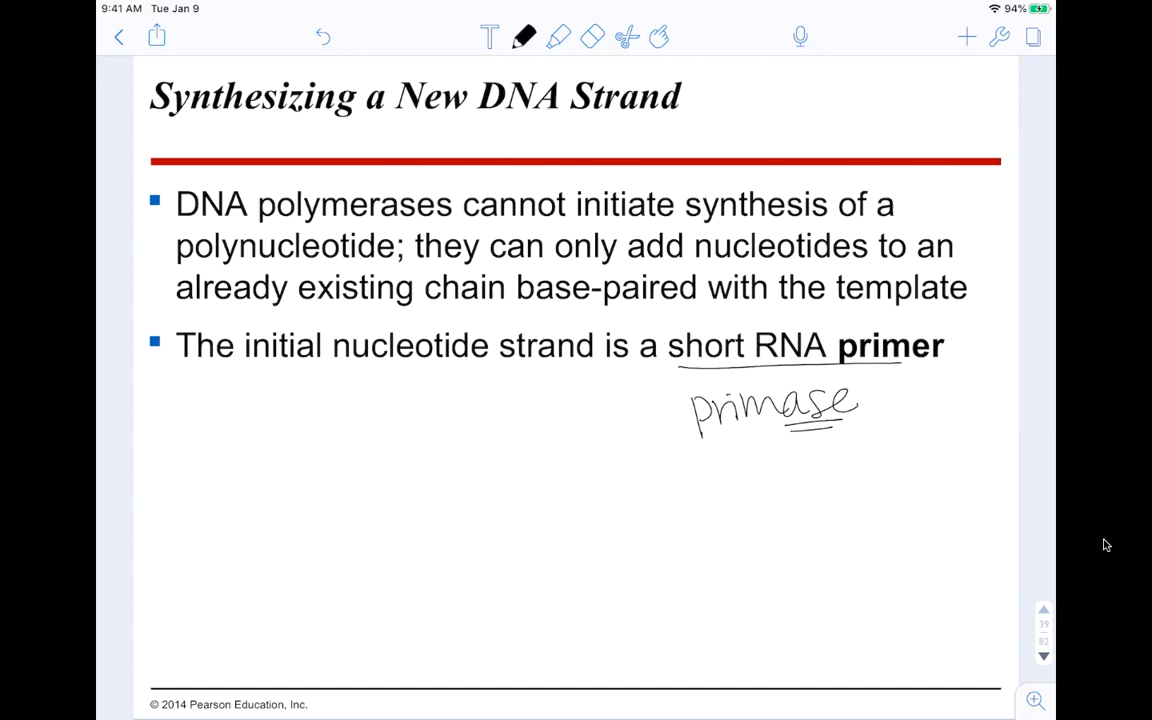 9:41 AM Tue Jan 9 94%
Synthesizing a New DNA Strand
DNA polymerases cannot initiate synthesis of a
polynucleotide; they can only add nucleotides to an
already existing chain base-paired with the template
The initial nucleotide strand is a short RNA primer
primase
39
82
© 2014 Pearson Education, Inc.